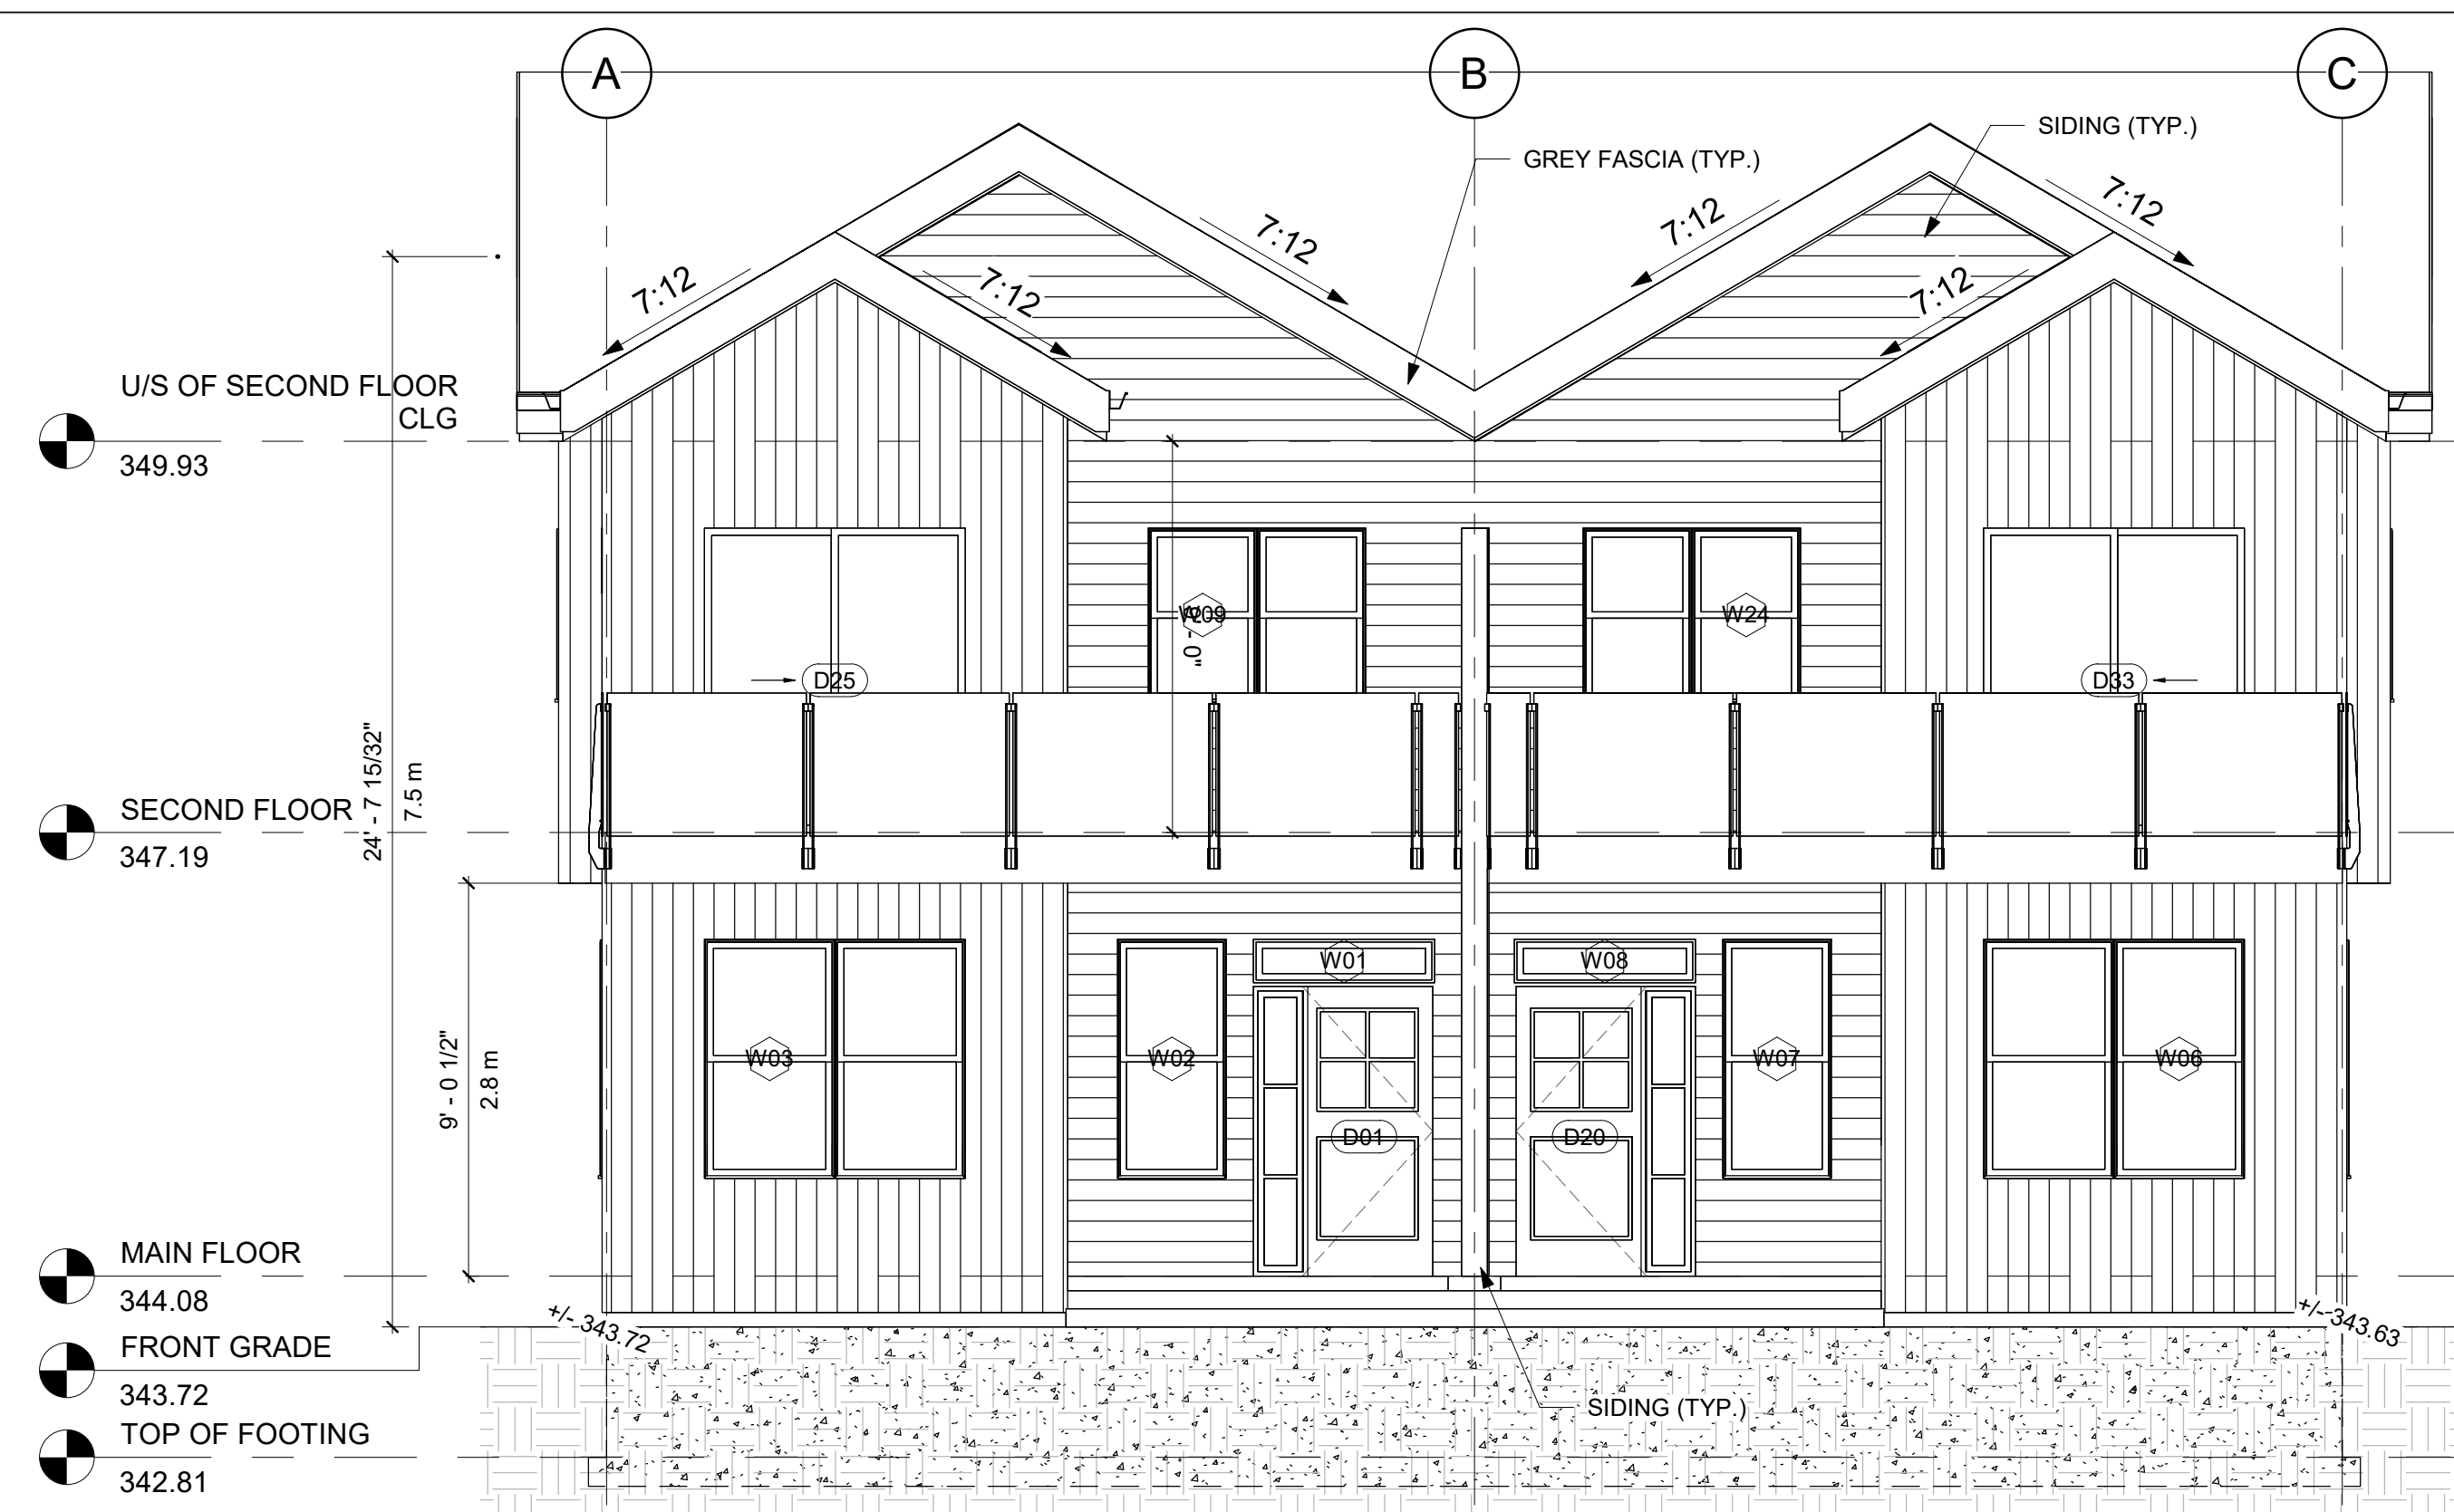 A
B
C
SIDING (TYP.)
GREY FASCIA (TYP.)
7:12
7:12
7:12
7:12
7:12
7:12
U/S OF SECOND FLOOR
CLG
349.93
W09
W24
0"
D25
D33
24' - 7 15/32"
7.5 m
SECOND FLOOR
347.19
W01
W08
9' - 0 1/2"
2.8 m
W03
W02
W07
W06
D01
D20
MAIN FLOOR
344.08
+/- 343.72
+/- 343.63
FRONT GRADE
343.72
SIDING (TYP.)
TOP OF FOOTING
342.81